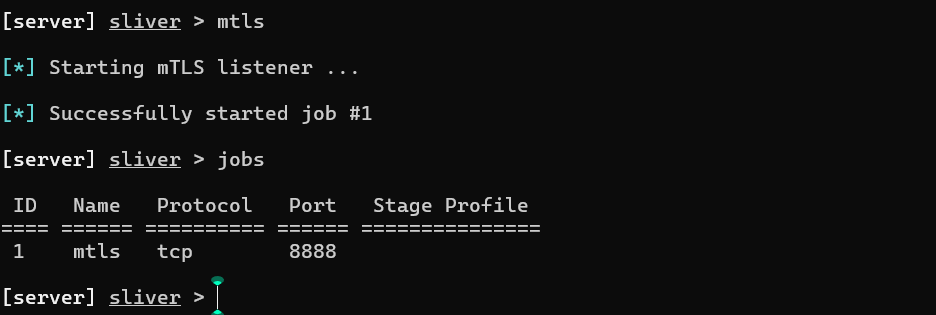 [server] sliver > mtls
[*] Starting mTLS listener ...
[*] Successfully started job #1
[server] sliver > jobs
ID Name Protocol Port Stage Profile
==== ====== ========== ====== ===============
1 mtls tcp 8888
[server] sliver >